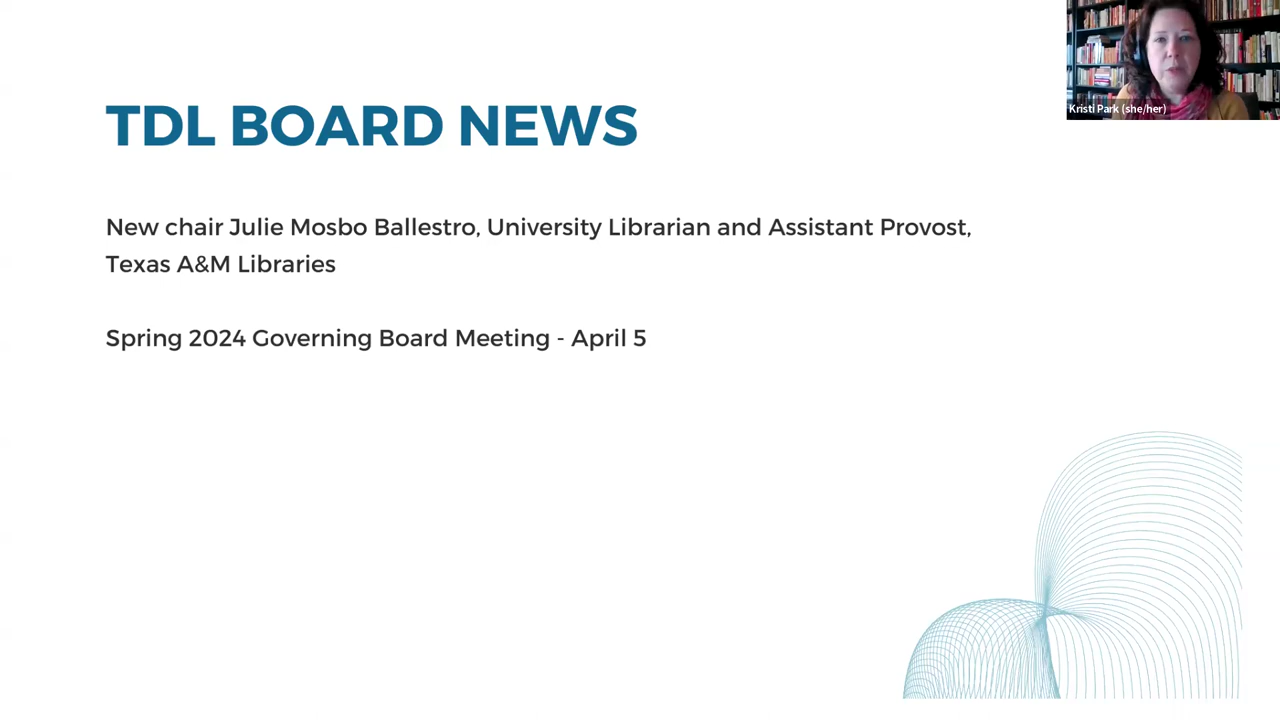 Kristi Park (she/her)
TDL BOARD NEWS
New chair Julie Mosbo Ballestro, University Librarian and Assistant Provost,
Texas A&M Libraries
Spring 2024 Governing Board Meeting - April 5